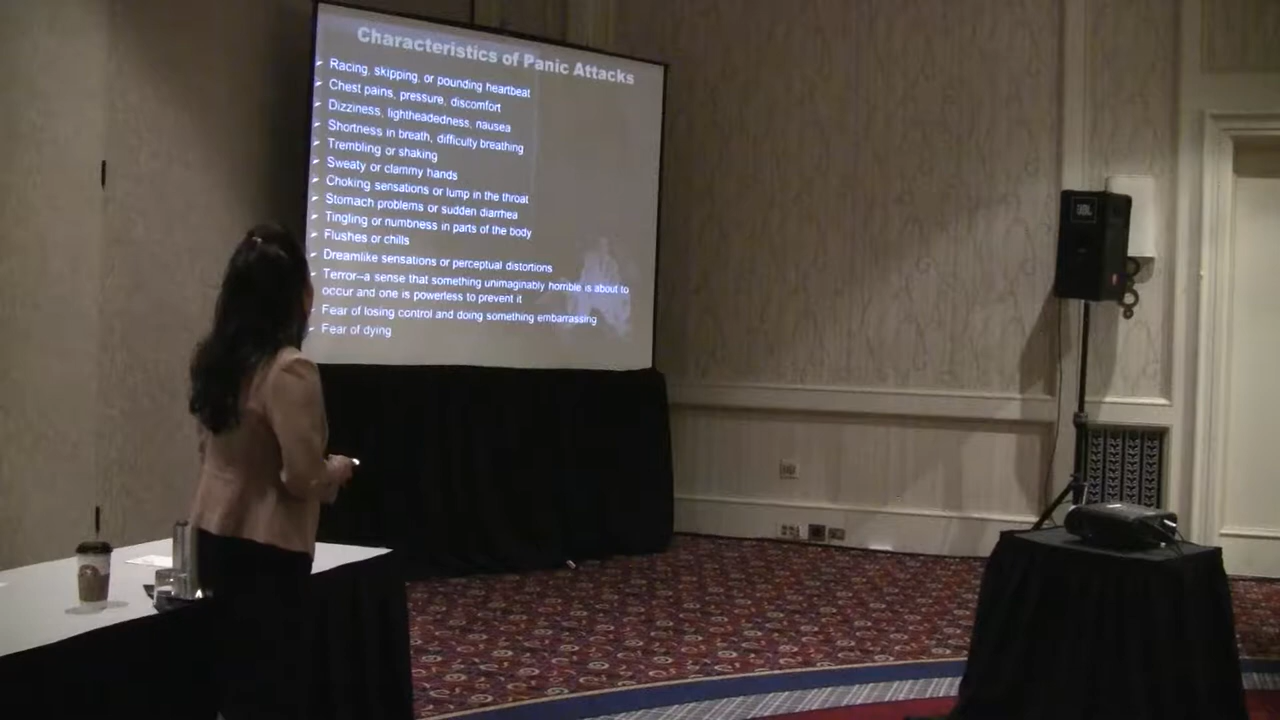 Characteristics of Panic Attacks
Racing, skipping, or pounding heartbeat
Chest pains, pressure, discomfort
Dizziness, lightheadedness, nausea
Shortness in breath, difficulty breathing
Trembling or shaking
Sweaty or clammy hands
Choking sensations or lump in the throat
Stomach problems or sudden diarrhea
Tingling or numbness in parts of the body
Flushes or chills
Dreamlike sensations or perceptual distortions
Terror--a sense that something unimaginably horrible is about to
occur and one is powerless to prevent it
Fear of losing control and doing something embarrassing
Fear of dying
JBL